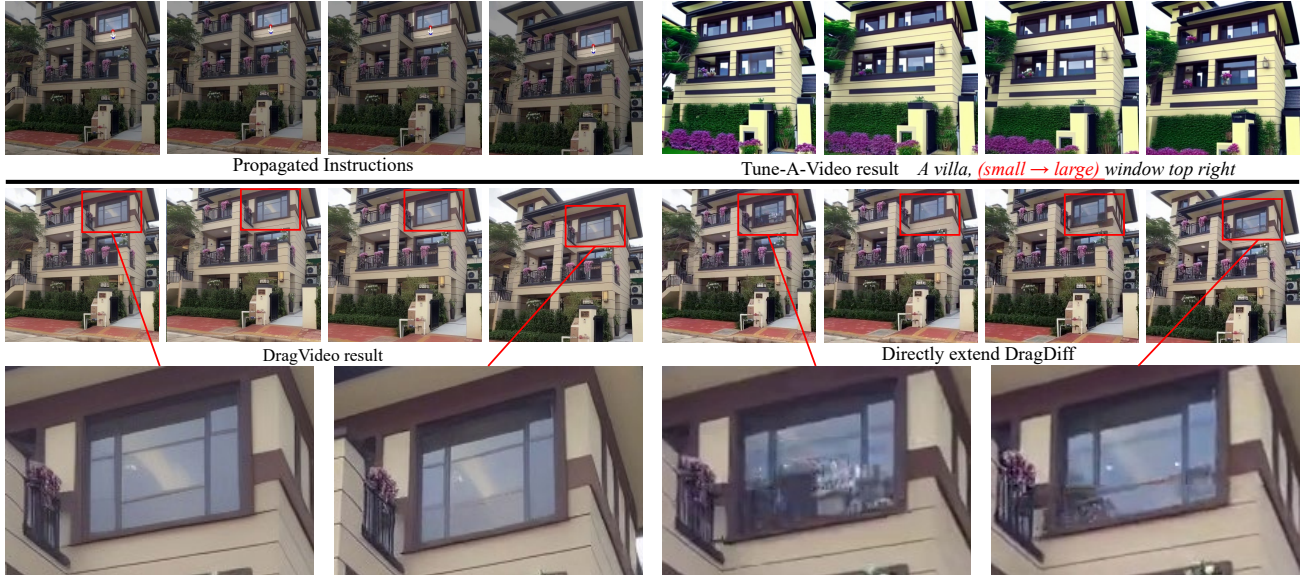 Propagated Instructions
Tune-A-Video result A villa, (small → large) window top right
DragVideo result
Directly extend DragDiff